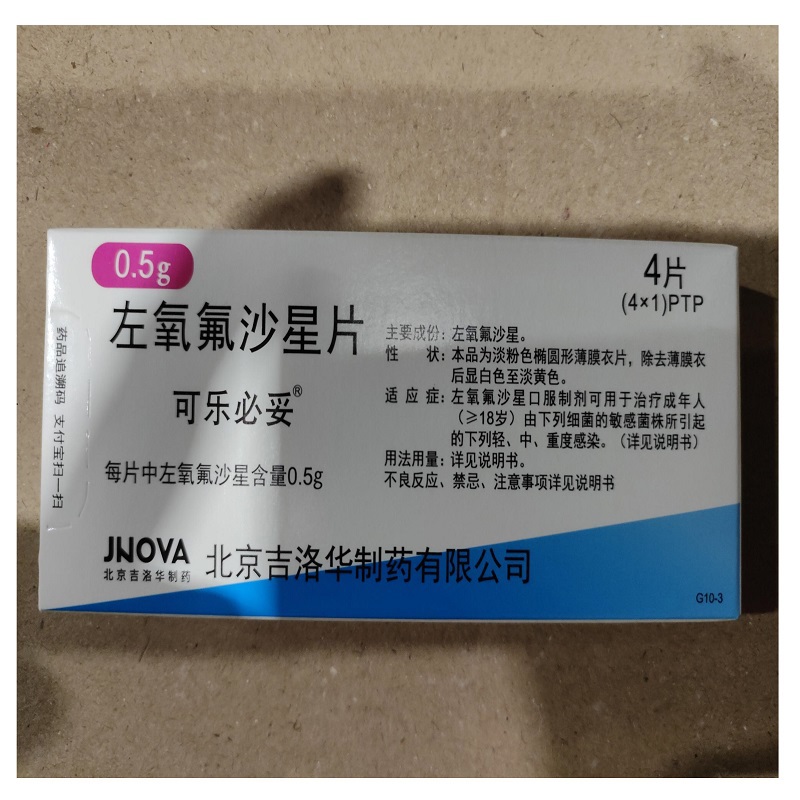 0.5g
左氧氟沙星片
可乐必妥®
每片中左氧氟沙星含量0.5g
JNOVA
北京吉洛华制药
北京吉洛华制药有限公司
4片
(4×1)PTP
主要成份：左氧氟沙星。
性 状：本品为淡粉色椭圆形薄膜衣片，除去薄膜衣
后显白色至淡黄色。
适 应 症：左氧氟沙星口服制剂可用于治疗成年人
（≥18岁）由下列细菌的敏感菌株所引起
的下列轻、中、重度感染。（详见说明书）
用法用量：详见说明书。
不良反应、禁忌、注意事项详见说明书
G10-3
药品追溯码 支付宝扫一扫